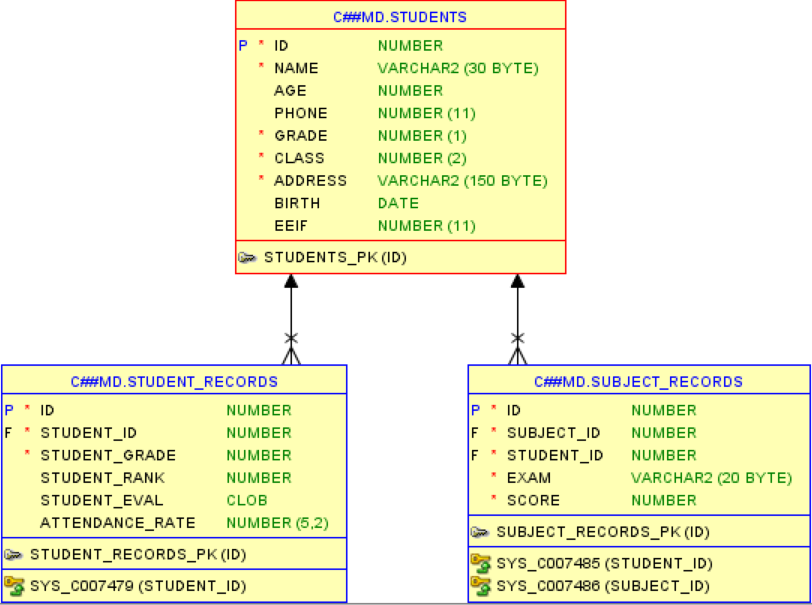 C##MD.STUDENTS
P * ID NUMBER
* NAME VARCHAR2 (30 BYTE)
AGE NUMBER
PHONE NUMBER (11)
* GRADE NUMBER (1)
* CLASS NUMBER (2)
* ADDRESS VARCHAR2 (150 BYTE)
BIRTH DATE
EEIF NUMBER (11)
STUDENTS_PK (ID)
C##MD.STUDENT_RECORDS
P * ID NUMBER
F * STUDENT_ID NUMBER
* STUDENT_GRADE NUMBER
STUDENT_RANK NUMBER
STUDENT_EVAL CLOB
ATTENDANCE_RATE NUMBER (5,2)
STUDENT_RECORDS_PK (ID)
SYS_C007479 (STUDENT_ID)
C##MD.SUBJECT_RECORDS
P * ID NUMBER
F * SUBJECT_ID NUMBER
F * STUDENT_ID NUMBER
* EXAM VARCHAR2 (20 BYTE)
* SCORE NUMBER
SUBJECT_RECORDS_PK (ID)
SYS_C007485 (STUDENT_ID)
SYS_C007486 (SUBJECT_ID)